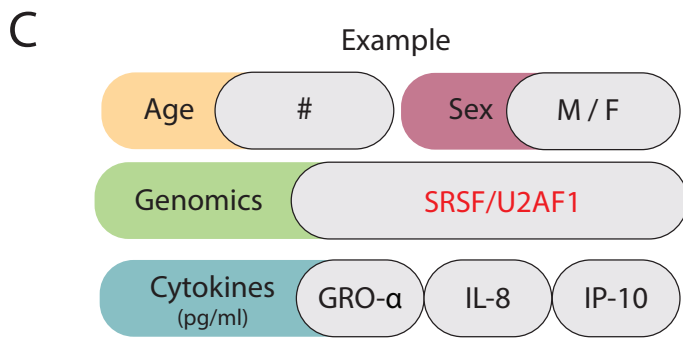 C
Example
Age # Sex M / F
Genomics SRSF/U2AF1
Cytokines GRO-α IL-8 IP-10
(pg/ml)